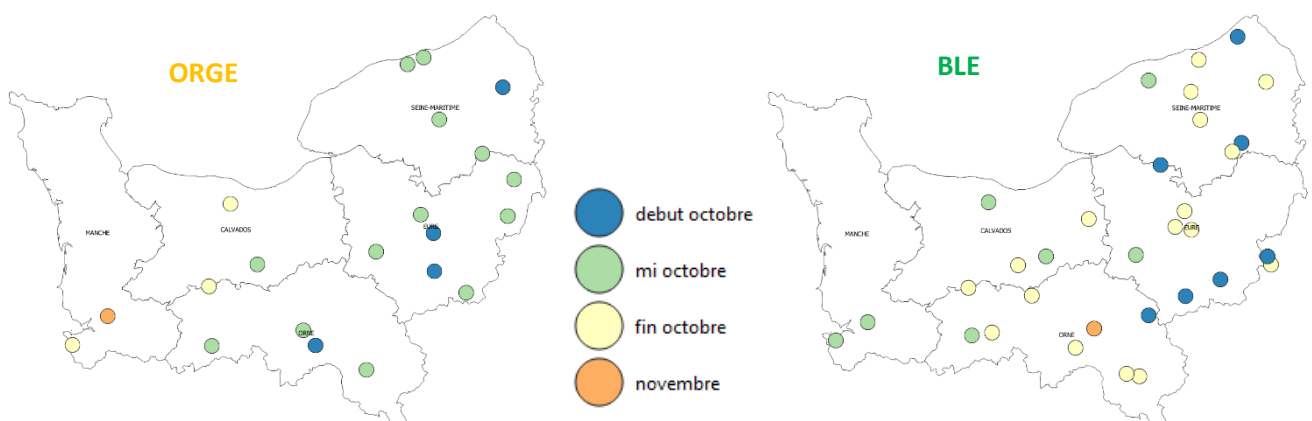 ORGE
SEINE-MARITIME
MANCHE
CALVADOS
EURE
ORNE
debut octobre
mi octobre
fin octobre
novembre
BLE
SEINE-MARITIME
MANCHE
CALVADOS
EURE
ORNE